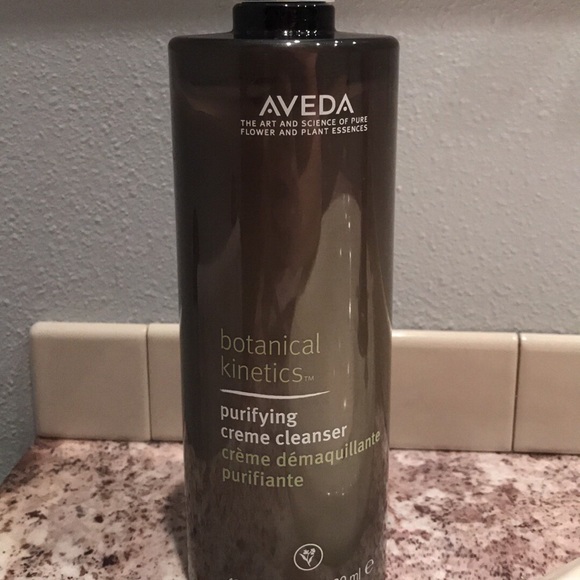 AVEDA
THE ART AND SCIENCE OF PURE
FLOWER AND PLANT ESSENCES
botanical
kinetics™
purifying
creme cleanser
crème démaquillante
purifiante
ml e